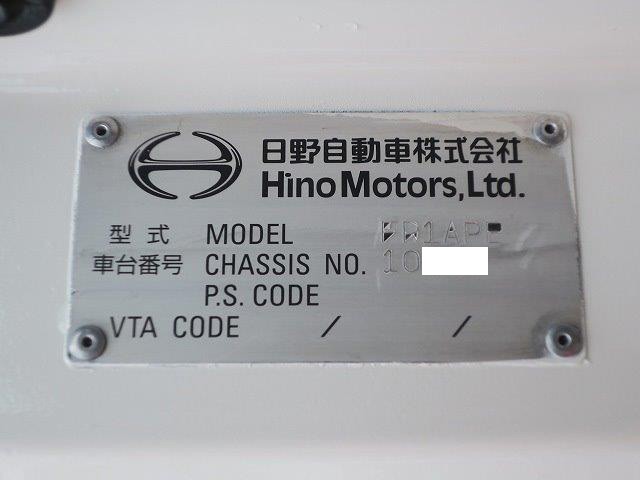 日野自動車株式会社
Hino Motors, Ltd.
型式 MODEL FR1APE
車台番号 CHASSIS NO. 10
P.S. CODE
VTA CODE / /